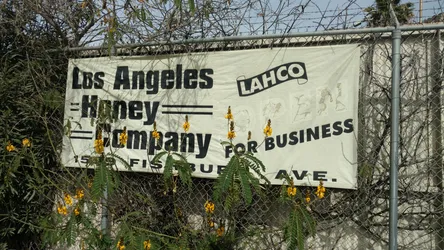 Los Angeles
Honey
Company
LAHCO
FOR BUSINESS
AVE.